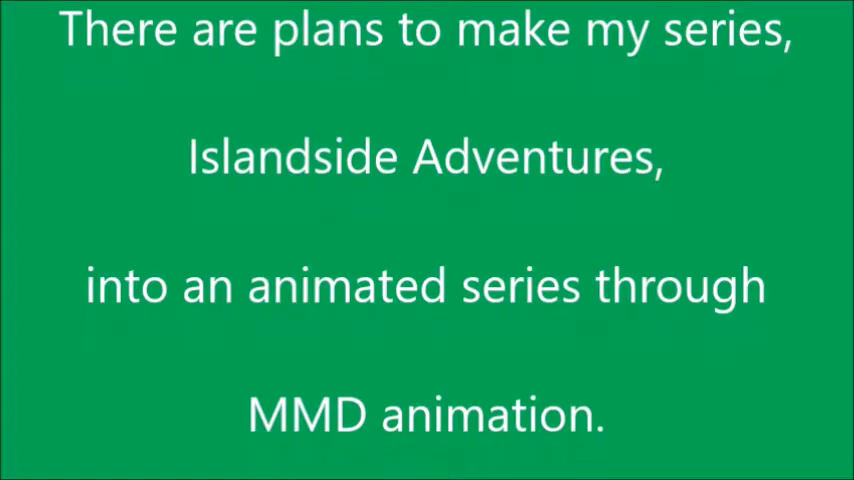 There are plans to make my series,
Islandside Adventures,
into an animated series through
MMD animation.